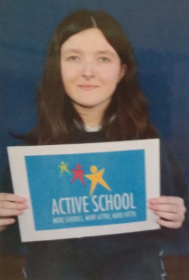 ACTIVE SCHOOL
MORE SCHOOLS, MORE ACTIVE, MORE OFTEN